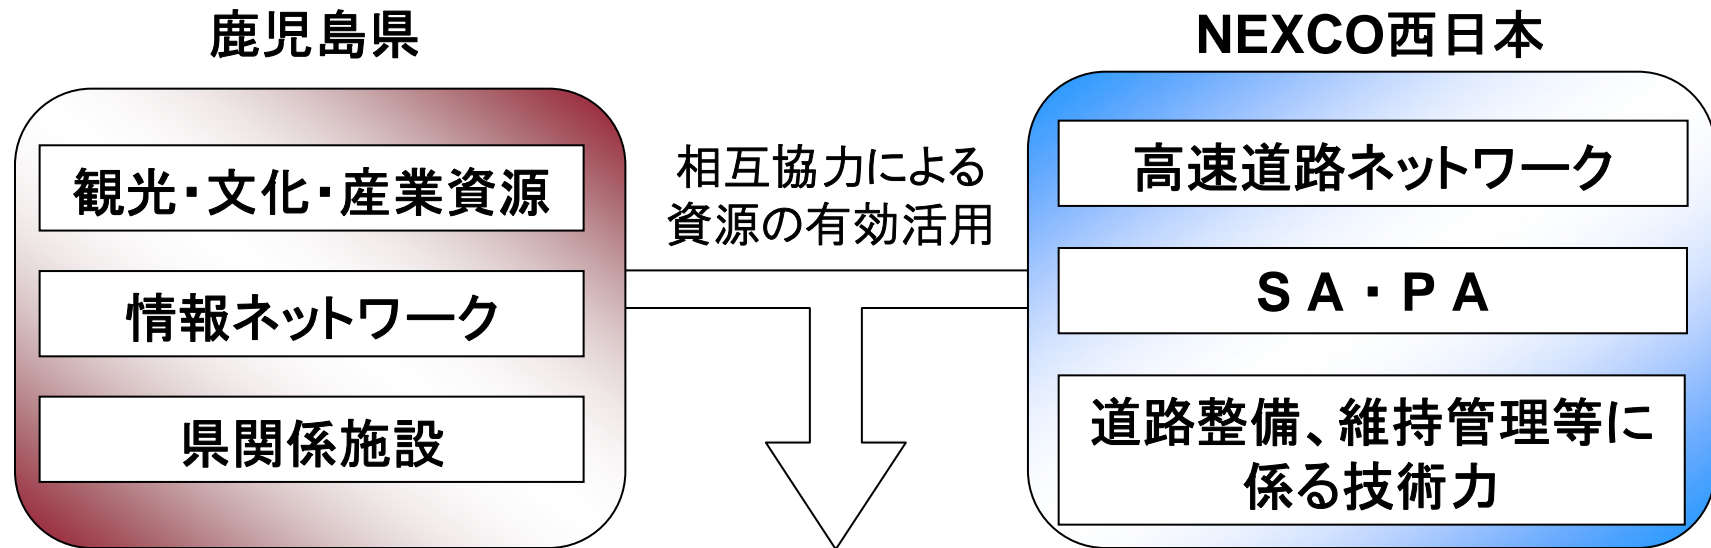 鹿児島県
観光・文化・産業資源
情報ネットワーク
県関係施設
相互協力による
資源の有効活用
NEXCO西日本
高速道路ネットワーク
ＳＡ・ＰＡ
道路整備、維持管理等に
係る技術力